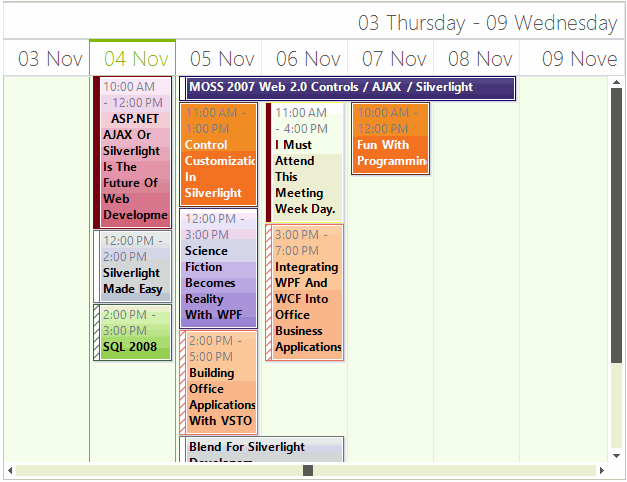 03 Thursday - 09 Wednesday
03 Nov
04 Nov
05 Nov
06 Nov
07 Nov
08 Nov
09 Nove
MOSS 2007 Web 2.0 Controls / AJAX / Silverlight
10:00 AM
- 12:00 PM
ASP.NET
AJAX Or
Silverlight
Is The
Future Of
Web
Developme
12:00 PM -
2:00 PM
Silverlight
Made Easy
2:00 PM -
3:00 PM
SQL 2008
11:00 AM -
1:00 PM
Control
Customizatio
In
Silverlight
12:00 PM -
3:00 PM
Science
Fiction
Becomes
Reality
With WPF
2:00 PM -
5:00 PM
Building
Office
Applications
With VSTO
Blend For Silverlight
Developers
11:00 AM
- 4:00 PM
I Must
Attend
This
Meeting
Week Day.
3:00 PM -
7:00 PM
Integrating
WPF And
WCF Into
Office
Business
Applications
10:00 AM -
12:00 PM
Fun With
Programmin